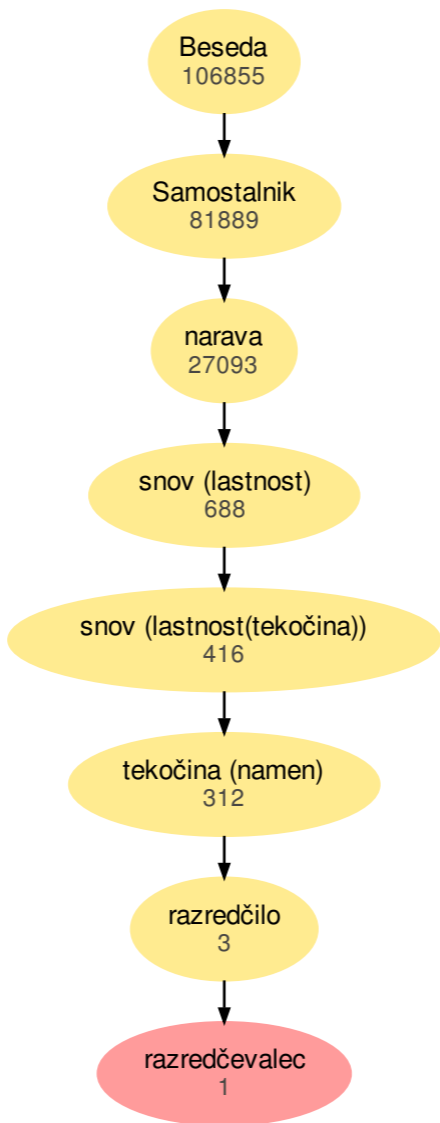 Beseda
106855
Samostalnik
81889
narava
27093
snov (lastnost)
688
snov (lastnost(tekočina))
416
tekočina (namen)
312
razredčilo
3
razredčevalec
1